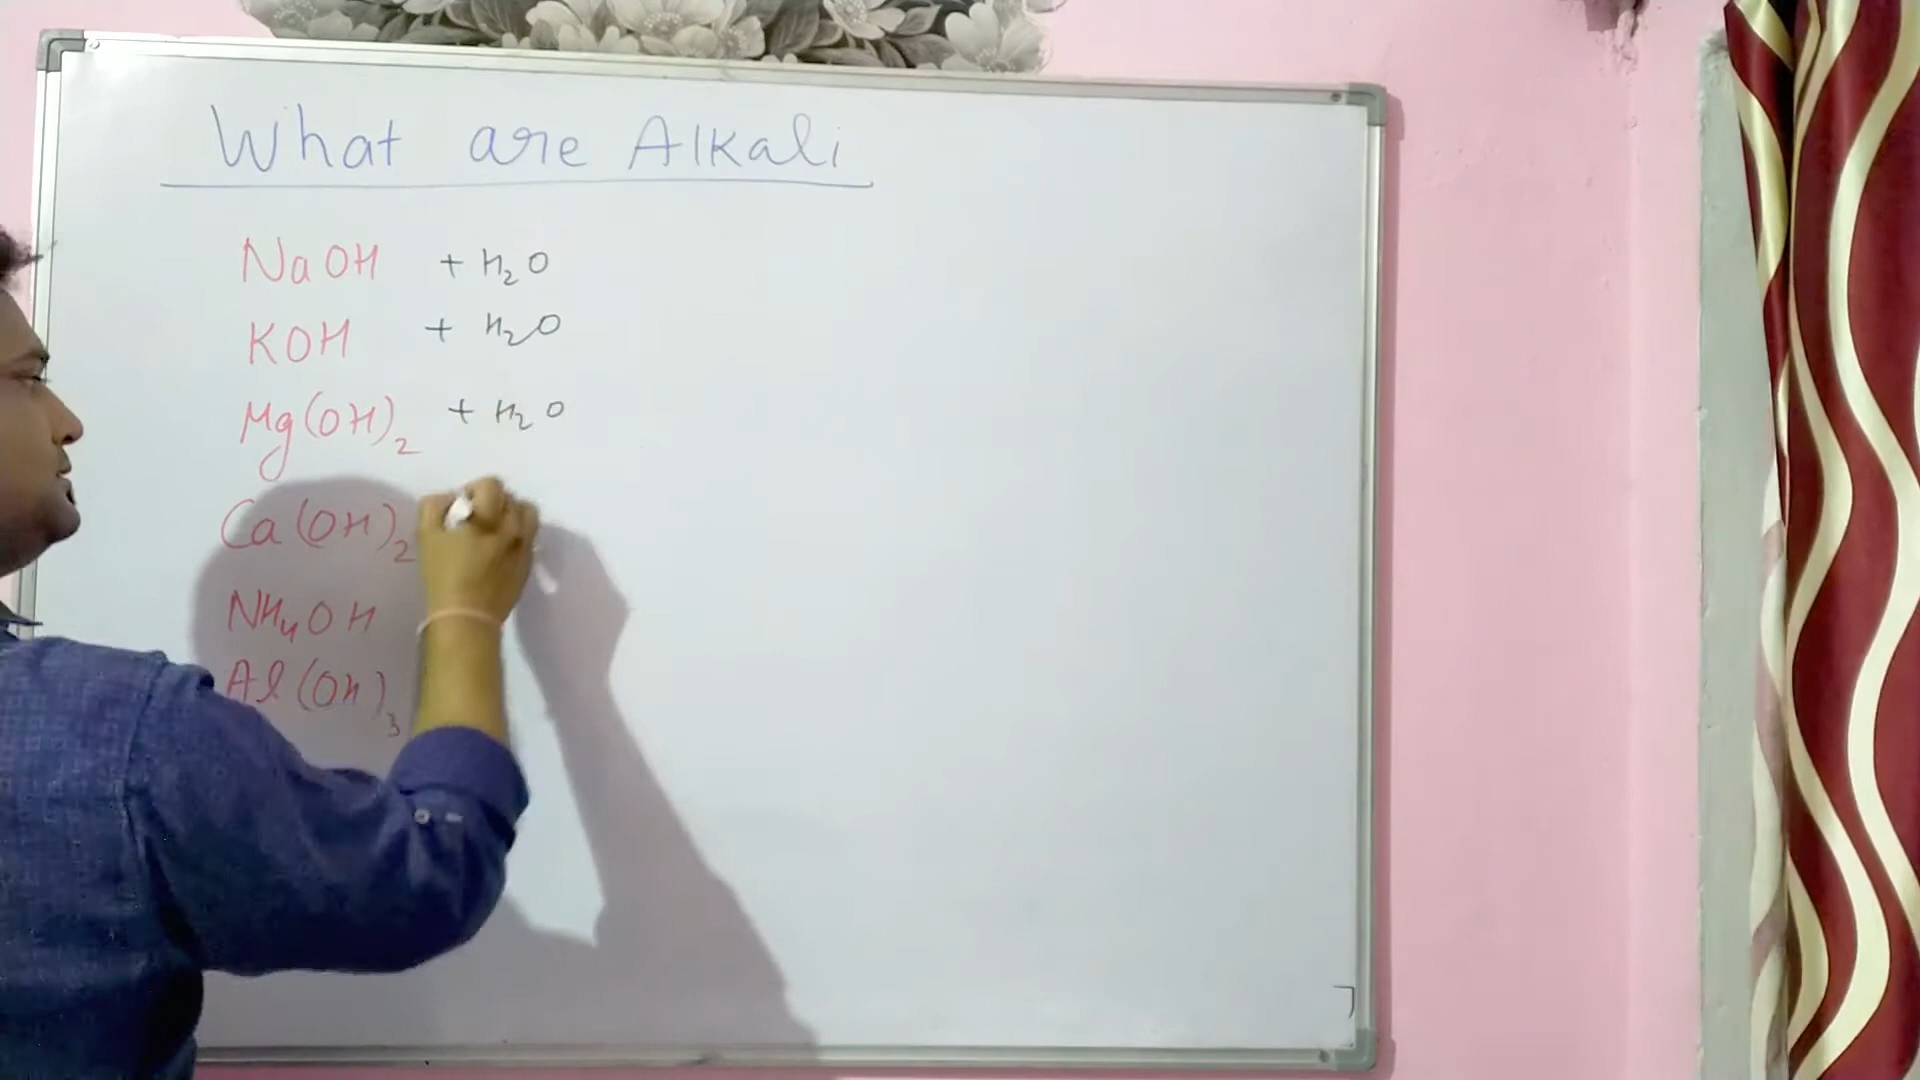 What are Alkali
NaOH + H₂O
KOH + H₂O
Mg(OH)₂ + H₂O
Ca(OH)₂
NH₄OH
Al(OH)₃